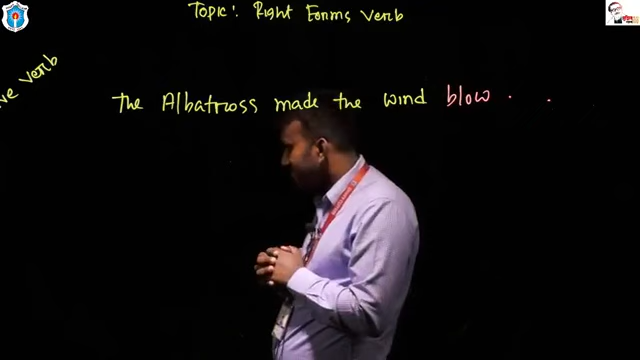 Topic: Right Forms Verb
ve verb
The Albatross made the wind blow .